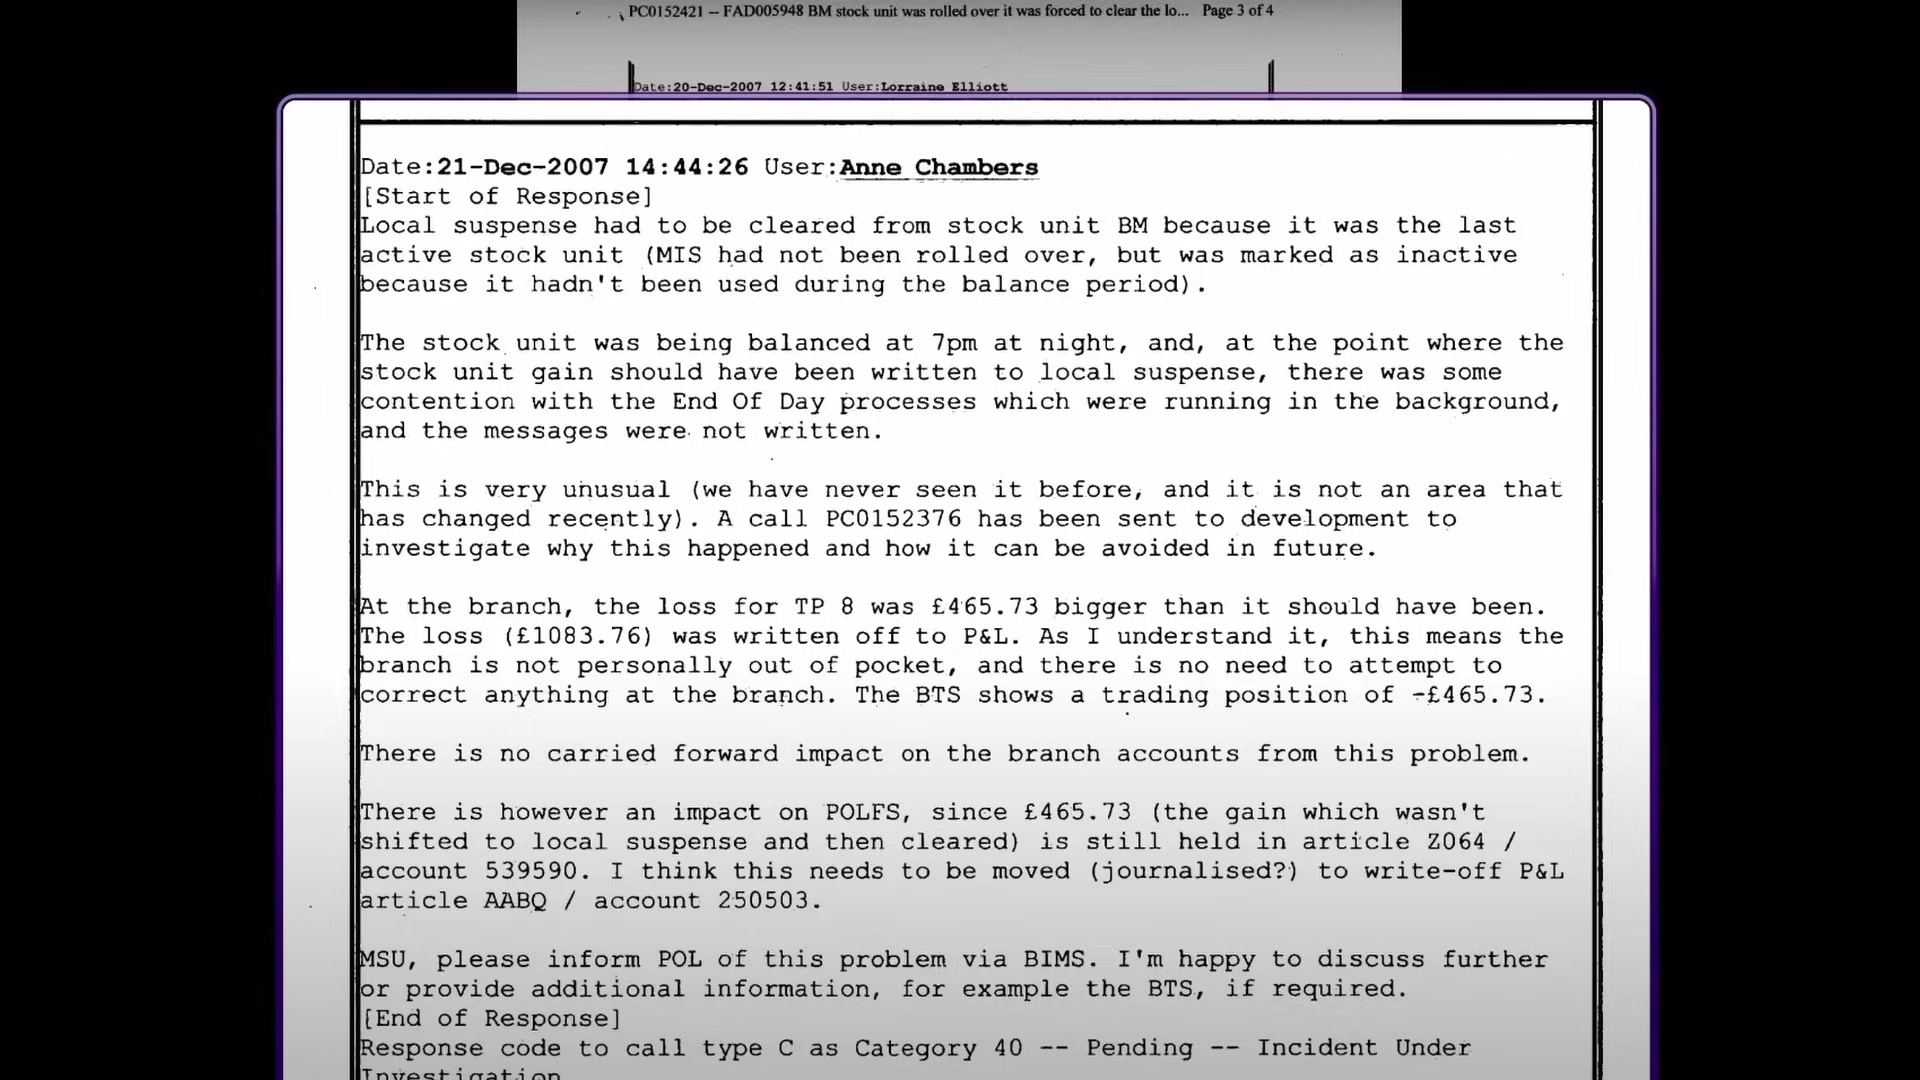 PC0152421 -- FAD005948 BM stock unit was rolled over it was forced to clear the lo... Page 3 of 4
Date:20-Dec-2007 12:41:51 User:Lorraine Elliott
Date:21-Dec-2007 14:44:26 User:Anne Chambers
[Start of Response]
Local suspense had to be cleared from stock unit BM because it was the last
active stock unit (MIS had not been rolled over, but was marked as inactive
because it hadn't been used during the balance period).
The stock unit was being balanced at 7pm at night, and, at the point where the
stock unit gain should have been written to local suspense, there was some
contention with the End Of Day processes which were running in the background,
and the messages were not written.
This is very unusual (we have never seen it before, and it is not an area that
has changed recently). A call PC0152376 has been sent to development to
investigate why this happened and how it can be avoided in future.
At the branch, the loss for TP 8 was £465.73 bigger than it should have been.
The loss (£1083.76) was written off to P&L. As I understand it, this means the
branch is not personally out of pocket, and there is no need to attempt to
correct anything at the branch. The BTS shows a trading position of -£465.73.
There is no carried forward impact on the branch accounts from this problem.
There is however an impact on POLFS, since £465.73 (the gain which wasn't
shifted to local suspense and then cleared) is still held in article Z064 /
account 539590. I think this needs to be moved (journalised?) to write-off P&L
article AABQ / account 250503.
MSU, please inform POL of this problem via BIMS. I'm happy to discuss further
or provide additional information, for example the BTS, if required.
[End of Response]
Response code to call type C as Category 40 -- Pending -- Incident Under
Investigation